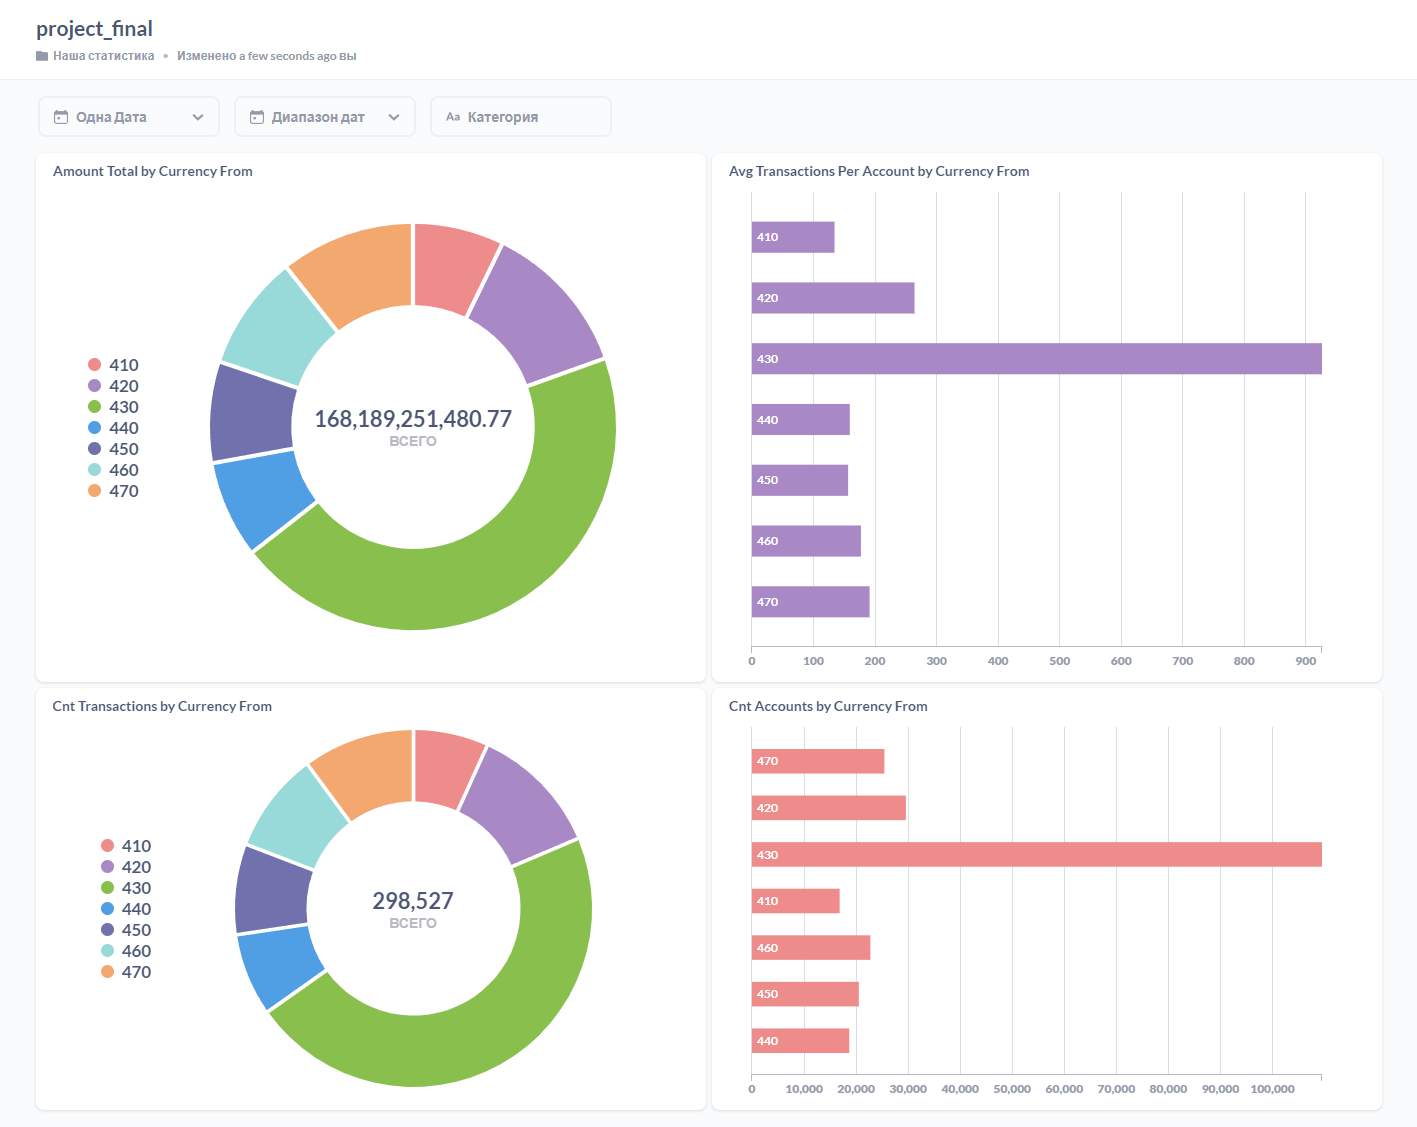 project_final
Наша статистика • Изменено a few seconds ago вы
Одна Дата
Диапазон дат
Aa Категория
Amount Total by Currency From
410
420
430
440
450
460
470
168,189,251,480.77
ВСЕГО
Avg Transactions Per Account by Currency From
410
420
430
440
450
460
470
0 100 200 300 400 500 600 700 800 900
Cnt Transactions by Currency From
410
420
430
440
450
460
470
298,527
ВСЕГО
Cnt Accounts by Currency From
470
420
430
410
460
450
440
0 10,000 20,000 30,000 40,000 50,000 60,000 70,000 80,000 90,000 100,000